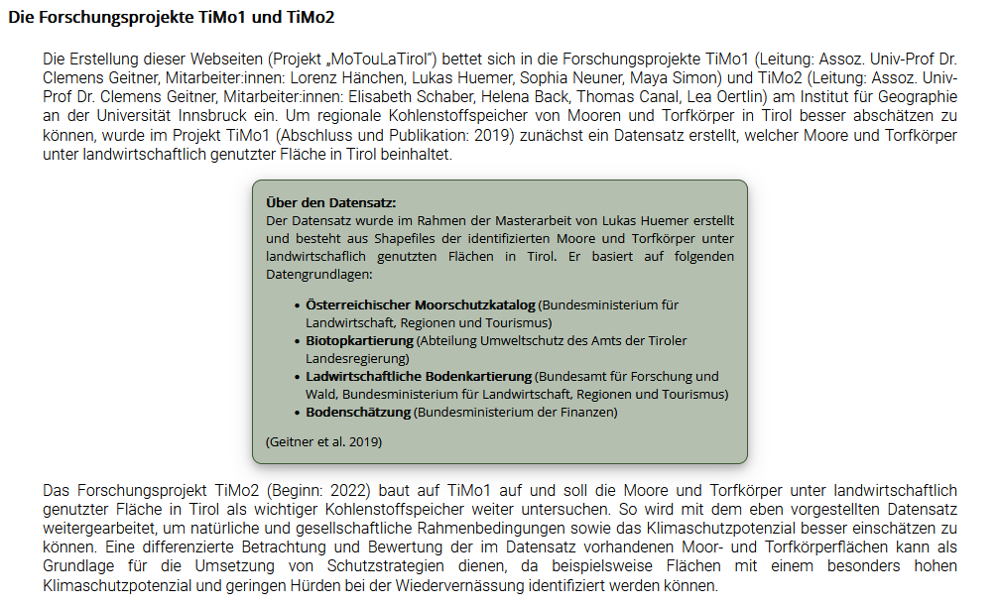 Die Forschungsprojekte TiMo1 und TiMo2
Die Erstellung dieser Webseiten (Projekt „MoTouLaTirol“) bettet sich in die Forschungsprojekte TiMo1 (Leitung: Assoz. Univ-Prof Dr.
Clemens Geitner, Mitarbeiter:innen: Lorenz Hänchen, Lukas Huemer, Sophia Neuner, Maya Simon) und TiMo2 (Leitung: Assoz. Univ-
Prof Dr. Clemens Geitner, Mitarbeiter:innen: Elisabeth Schaber, Helena Back, Thomas Canal, Lea Oertlin) am Institut für Geographie
an der Universität Innsbruck ein. Um regionale Kohlenstoffspeicher von Mooren und Torfkörper in Tirol besser abschätzen zu
können, wurde im Projekt TiMo1 (Abschluss und Publikation: 2019) zunächst ein Datensatz erstellt, welcher Moore und Torfkörper
unter landwirtschaftlich genutzter Fläche in Tirol beinhaltet.
Über den Datensatz:
Der Datensatz wurde im Rahmen der Masterarbeit von Lukas Huemer erstellt
und besteht aus Shapefiles der identifizierten Moore und Torfkörper unter
landwirtschaflich genutzten Flächen in Tirol. Er basiert auf folgenden
Datengrundlagen:
• Österreichischer Moorschutzkatalog (Bundesministerium für
Landwirtschaft, Regionen und Tourismus)
• Biotopkartierung (Abteilung Umweltschutz des Amts der Tiroler
Landesregierung)
• Ladwirtschaftliche Bodenkartierung (Bundesamt für Forschung und
Wald, Bundesministerium für Landwirtschaft, Regionen und Tourismus)
• Bodenschätzung (Bundesministerium der Finanzen)
(Geitner et al. 2019)
Das Forschungsprojekt TiMo2 (Beginn: 2022) baut auf TiMo1 auf und soll die Moore und Torfkörper unter landwirtschaftlich
genutzter Fläche in Tirol als wichtiger Kohlenstoffspeicher weiter untersuchen. So wird mit dem eben vorgestellten Datensatz
weitergearbeitet, um natürliche und gesellschaftliche Rahmenbedingungen sowie das Klimaschutzpotenzial besser einschätzen zu
können. Eine differenzierte Betrachtung und Bewertung der im Datensatz vorhandenen Moor- und Torfkörperflächen kann als
Grundlage für die Umsetzung von Schutzstrategien dienen, da beispielsweise Flächen mit einem besonders hohen
Klimaschutzpotenzial und geringen Hürden bei der Wiedervernässung identifiziert werden können.